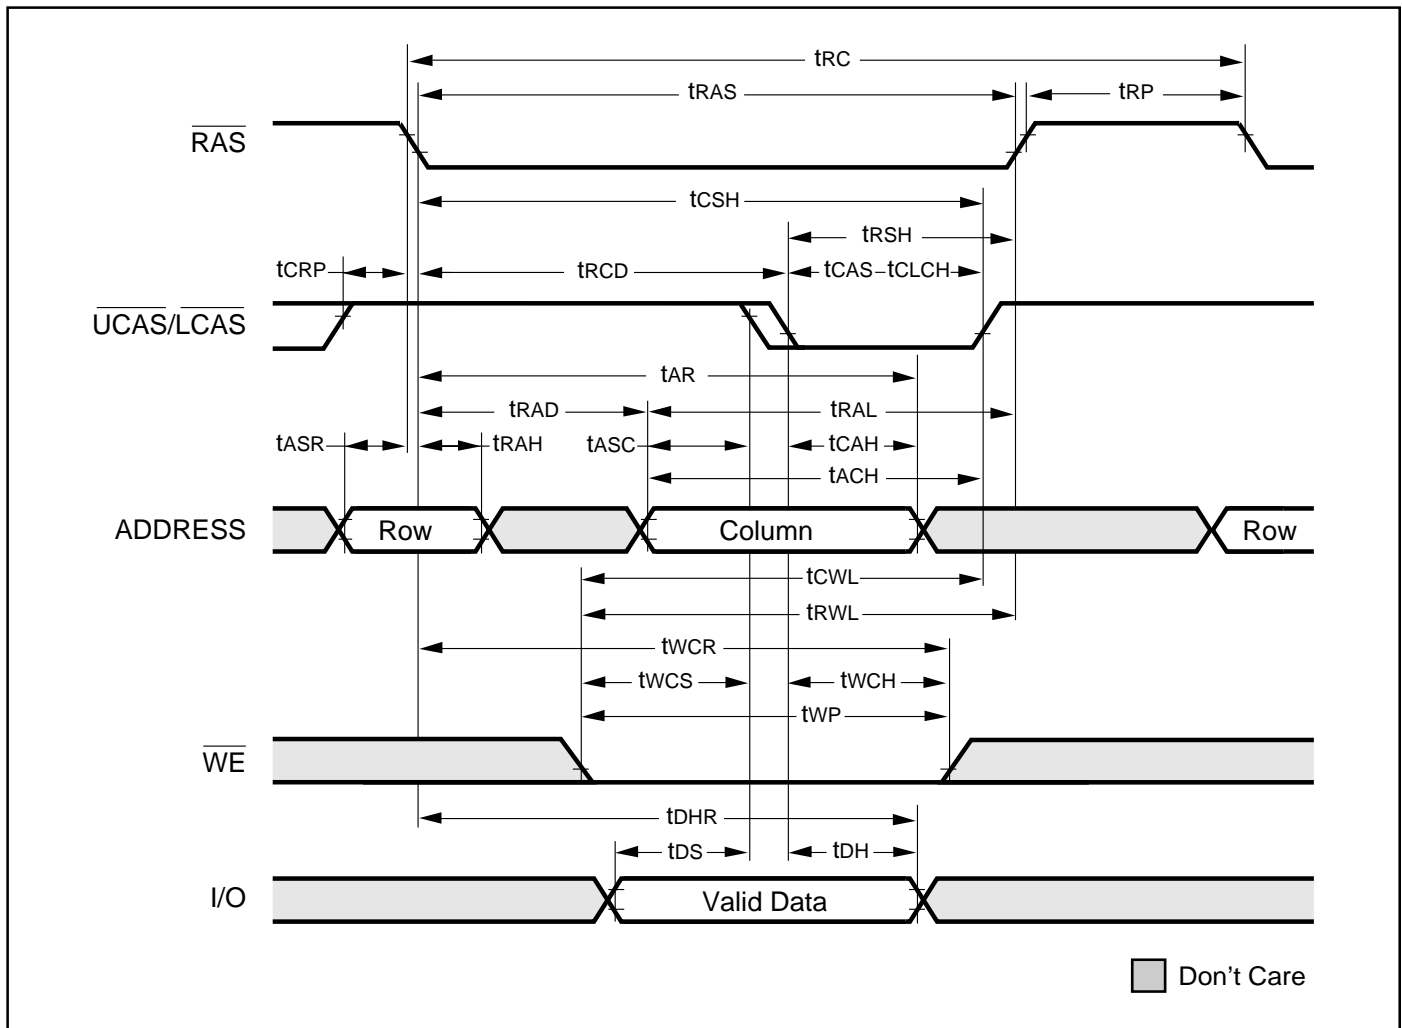 tRC
tRAS
tRP
RAS
tCSH
tRSH
tCRP
tRCD
tCAS
tCLCH
UCAS/LCAS
tAR
tRAD
tRAL
tASR
tRAH
tASC
tCAH
tACH
ADDRESS
Row
Column
Row
tCWL
tRWL
tWCR
tWCS
tWCH
tWP
WE
tDHR
tDS
tDH
I/O
Valid Data
Don't Care